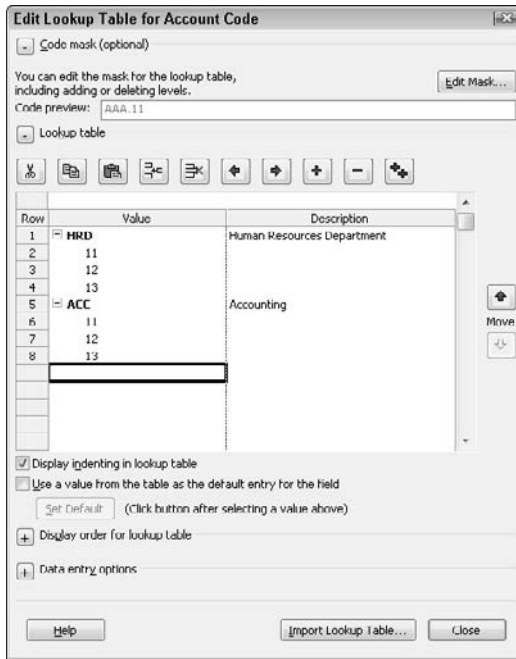 Edit Lookup Table for Account Code
Code mask (optional)
You can edit the mask for the lookup table,
including adding or deleting levels.
Edit Mask...
Code preview: AAA.11
Lookup table
Row Value Description
1 HRD Human Resources Department
2 11
3 12
4 13
5 ACC Accounting
6 11
7 12
8 13
Move
Display indenting in lookup table
Use a value from the table as the default entry for the field
Set Default (Click button after selecting a value above)
Display order for lookup table
Data entry options
Help Import Lookup Table... Close